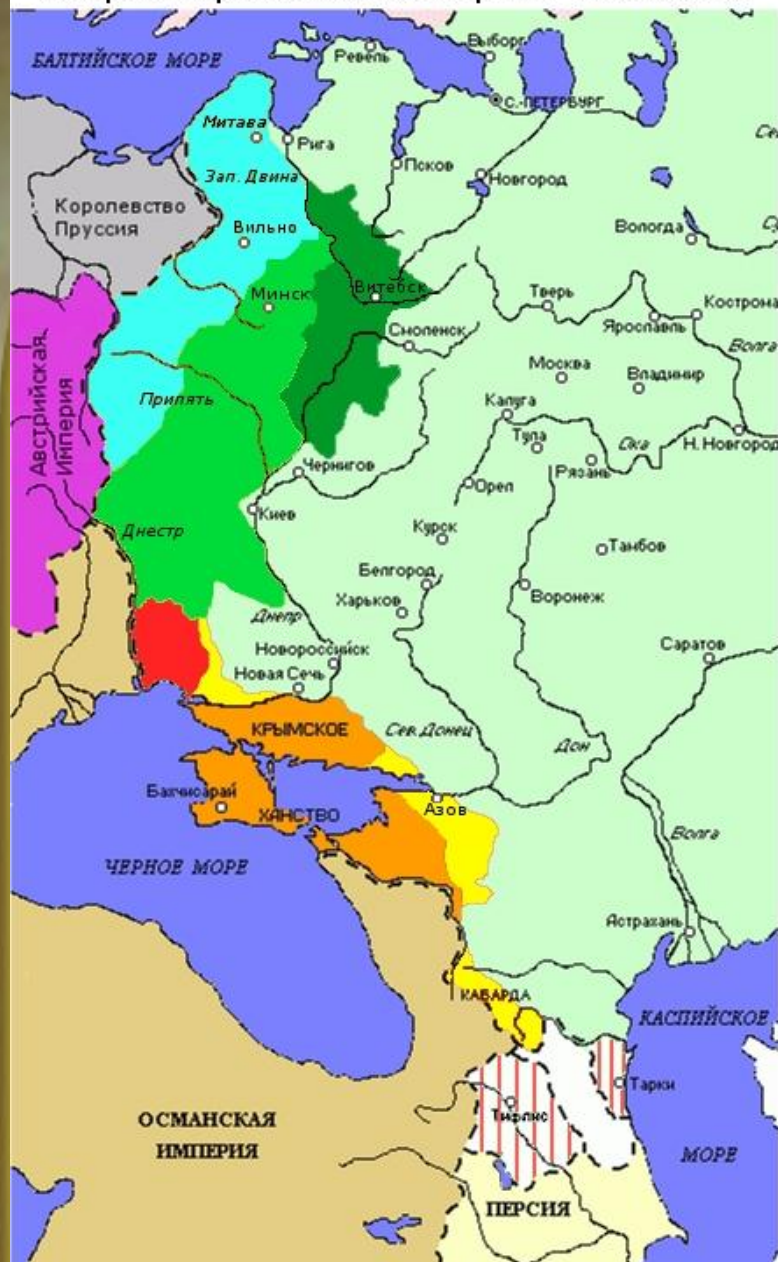 БАЛТИЙСКОЕ МОРЕ
Ревель
Выборг
С.-ПЕТЕРБУРГ
Митава
Рига
Зап. Двина
Псков
Новгород
Королевство
Пруссия
Вильно
Вологда
Минск
Витебск
Тверь
Кострома
Смоленск
Ярославль
Волга
Москва
Владимир
Австрийская
Империя
Припять
Калуга
Тула
Ока
Н. Новгород
Рязань
Чернигов
Орел
Киев
Днестр
Курск
Тамбов
Белгород
Воронеж
Харьков
Днепр
Новороссийск
Саратов
Новая Сечь
КРЫМСКОЕ
Сев. Донец
Дон
Бахчисарай
ХАНСТВО
Азов
Волга
ЧЕРНОЕ МОРЕ
Астрахань
КАБАРДА
КАСПИЙСКОЕ
Тарки
Тифлис
ОСМАНСКАЯ
ИМПЕРИЯ
МОРЕ
ПЕРСИЯ